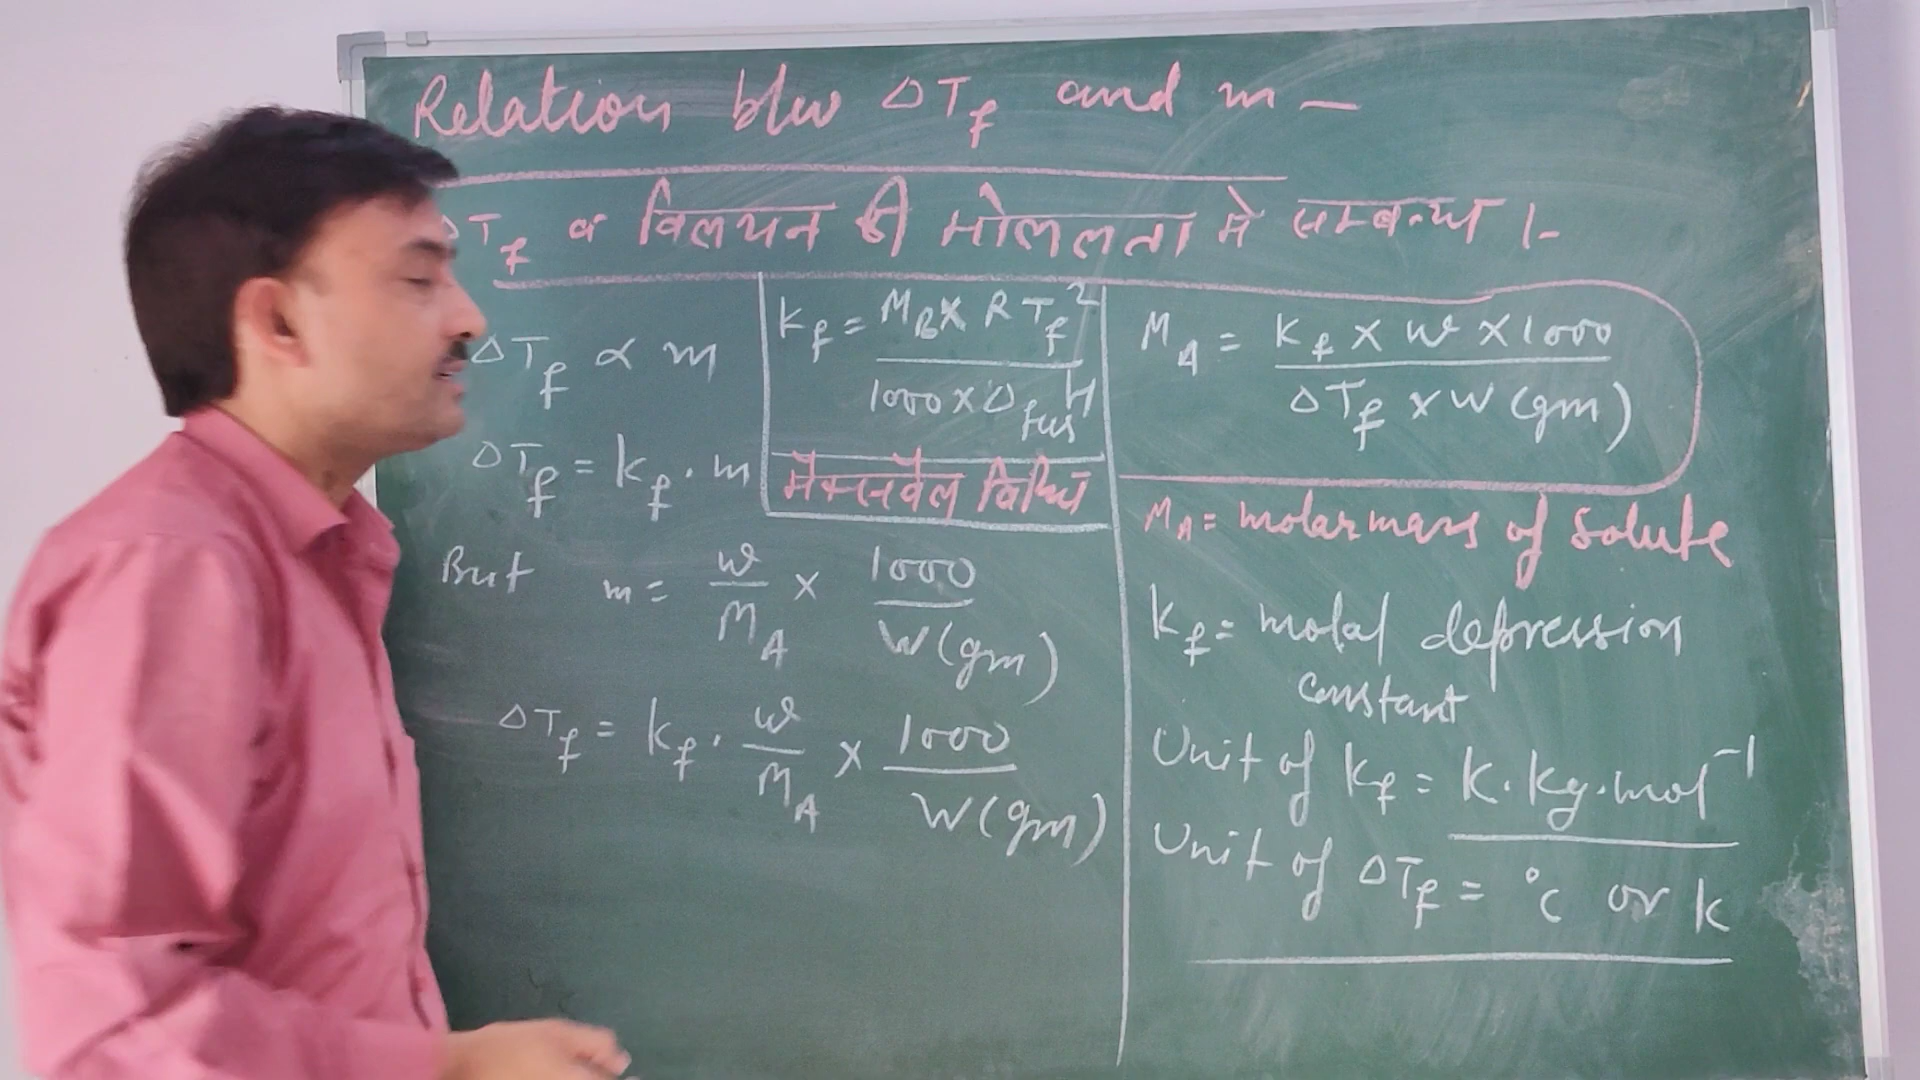 Relation b/w ΔTf and m –
ΔTf व विलयन की मोललता मे सम्बन्ध :-
ΔTf ∝ m
ΔTf = Kf . m
Kf = MB x R Tf²
1000 x ΔfusH
मैक्सवेल विधि
But m = w/MA x 1000/W(gm)
ΔTf = Kf . w/MA x 1000/W(gm)
MA = Kf x w x 1000
ΔTf x W (gm)
MA = molar mass of Solute
Kf = molal depression
constant
Unit of Kf = K.Kg.mol⁻¹
Unit of ΔTf = °c or K